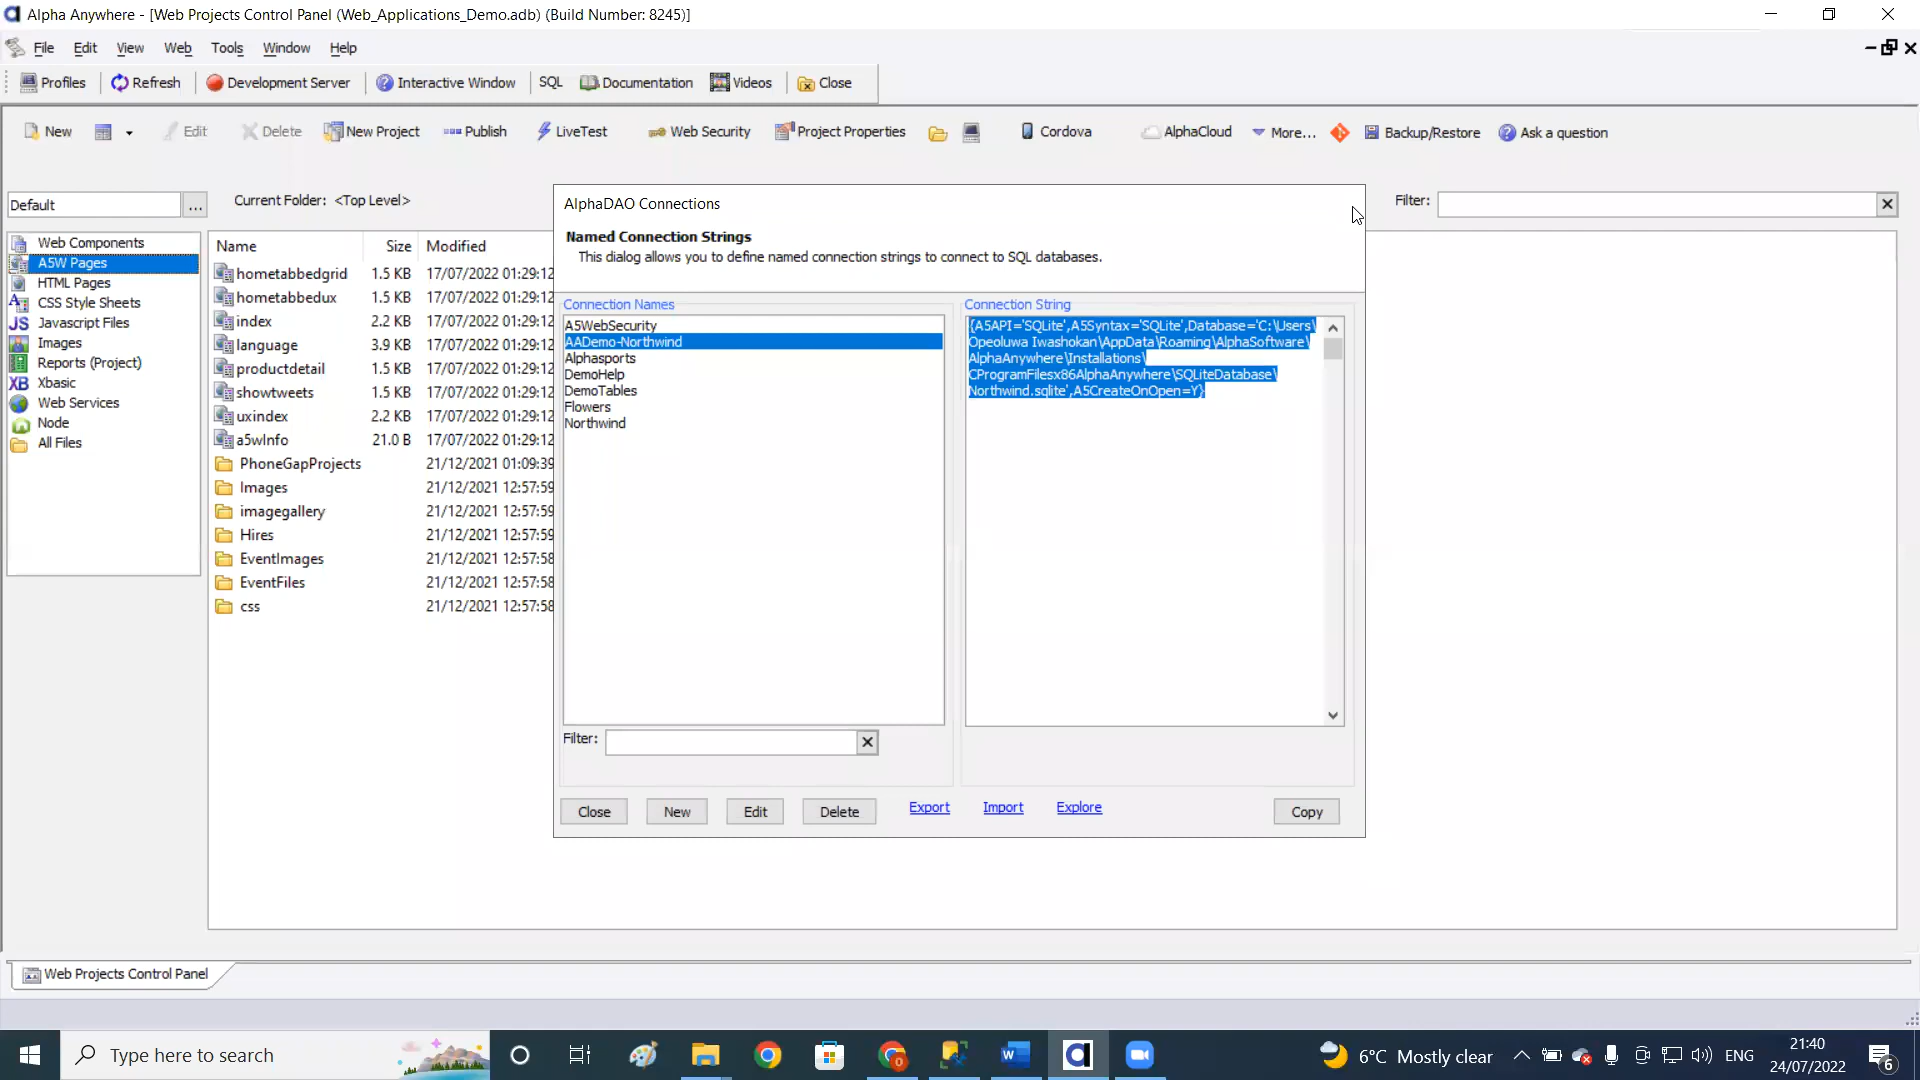 Alpha Anywhere - [Web Projects Control Panel (Web_Applications_Demo.adb) (Build Number: 8245)]
File Edit View Web Tools Window Help
Profiles Refresh Development Server Interactive Window SQL Documentation Videos Close
New Edit Delete New Project Publish LiveTest Web Security Project Properties Cordova AlphaCloud More... Backup/Restore Ask a question
Default ... Current Folder: <Top Level> Filter:
Web Components
A5W Pages
HTML Pages
CSS Style Sheets
JS Javascript Files
Images
Reports (Project)
XB Xbasic
Web Services
Node
All Files
Name Size Modified
hometabbedgrid 1.5 KB 17/07/2022 01:29:12
hometabbedux 1.5 KB 17/07/2022 01:29:12
index 2.2 KB 17/07/2022 01:29:12
language 3.9 KB 17/07/2022 01:29:12
productdetail 1.5 KB 17/07/2022 01:29:12
showtweets 1.5 KB 17/07/2022 01:29:12
uxindex 2.2 KB 17/07/2022 01:29:12
a5wInfo 21.0 B 17/07/2022 01:29:12
PhoneGapProjects 21/12/2021 01:09:39
Images 21/12/2021 12:57:59
imagegallery 21/12/2021 12:57:59
Hires 21/12/2021 12:57:59
EventImages 21/12/2021 12:57:58
EventFiles 21/12/2021 12:57:58
css 21/12/2021 12:57:58
AlphaDAO Connections
Named Connection Strings
This dialog allows you to define named connection strings to connect to SQL databases.
Connection Names
A5WebSecurity
AADemo-Northwind
Alphasports
DemoHelp
DemoTables
Flowers
Northwind
Filter:
Connection String
{A5API='SQLite',A5Syntax='SQLite',Database='C:\Users\
Opeoluwa Iwashokan\AppData\Roaming\AlphaSoftware\
AlphaAnywhere\Installations\
CProgramFilesx86AlphaAnywhere\SQLiteDatabase\
Northwind.sqlite',A5CreateOnOpen=Y}
Close New Edit Delete Export Import Explore Copy
Web Projects Control Panel
Type here to search
6°C Mostly clear ENG
21:40
24/07/2022
6